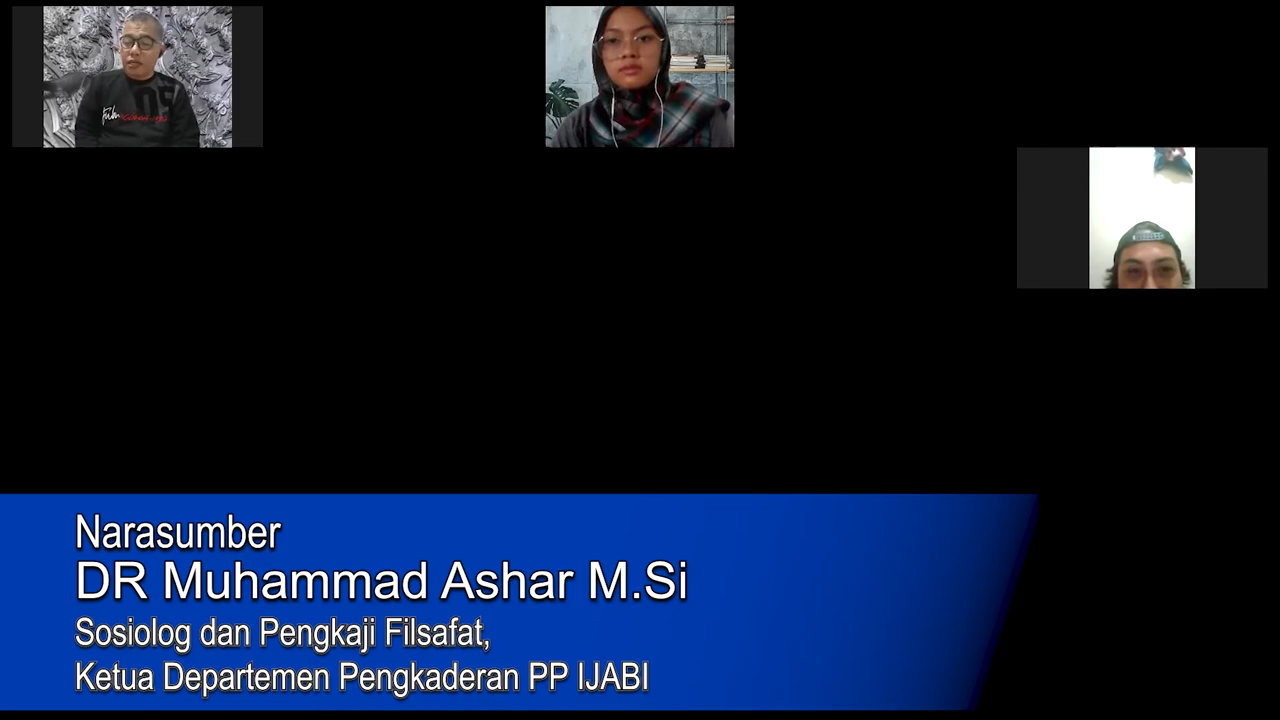 Narasumber
DR Muhammad Ashar M.Si
Sosiolog dan Pengkaji Filsafat,
Ketua Departemen Pengkaderan PP IJABI